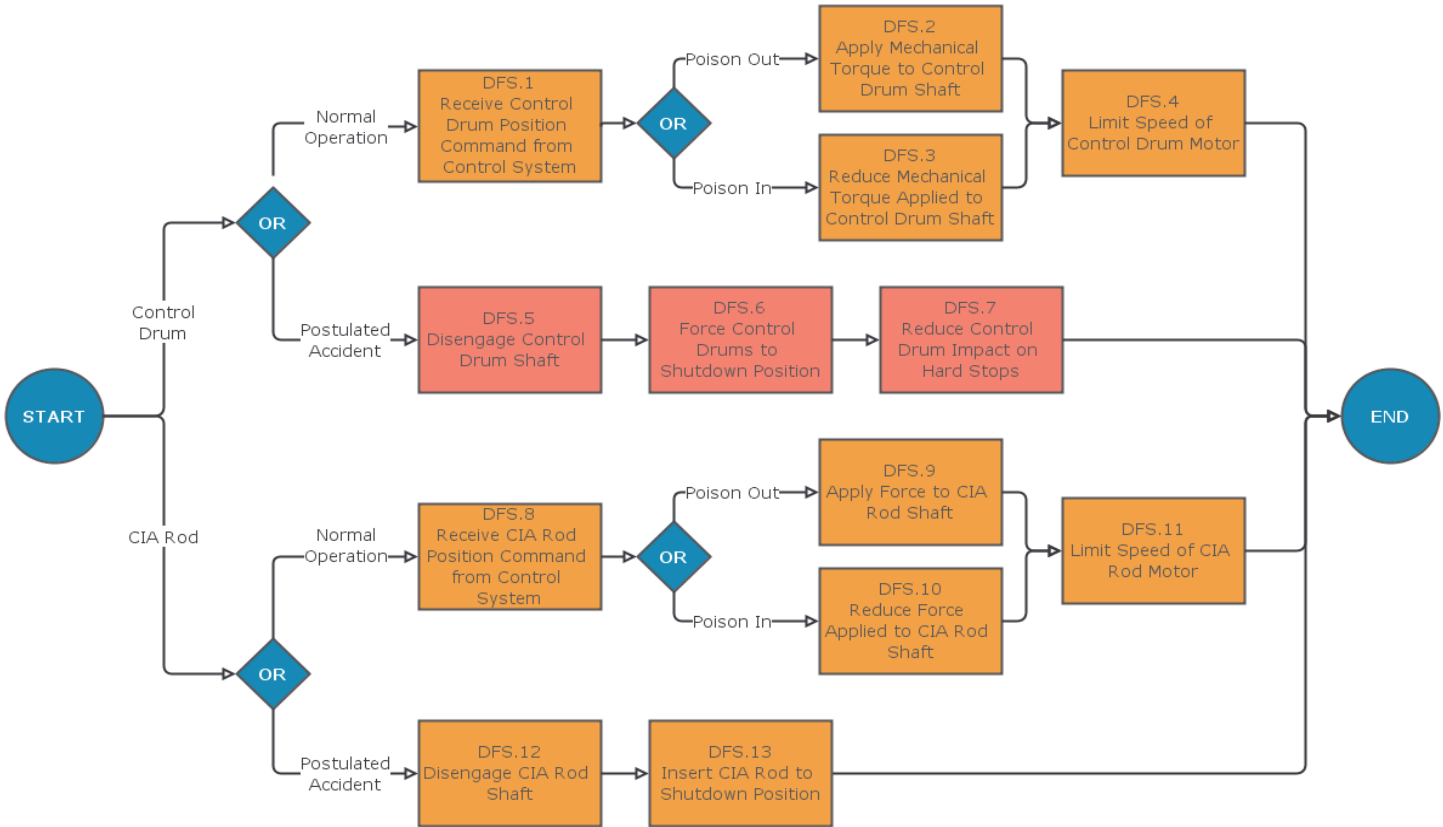 START
Control
Drum
CIA Rod
OR
Normal
Operation
Postulated
Accident
DFS.1
Receive Control
Drum Position
Command from
Control System
OR
Poison Out
Poison In
DFS.2
Apply Mechanical
Torque to Control
Drum Shaft
DFS.3
Reduce Mechanical
Torque Applied to
Control Drum Shaft
DFS.4
Limit Speed of
Control Drum Motor
DFS.5
Disengage Control
Drum Shaft
DFS.6
Force Control
Drums to
Shutdown Position
DFS.7
Reduce Control
Drum Impact on
Hard Stops
OR
Normal
Operation
Postulated
Accident
DFS.8
Receive CIA Rod
Position Command
from Control
System
OR
Poison Out
Poison In
DFS.9
Apply Force to CIA
Rod Shaft
DFS.10
Reduce Force
Applied to CIA Rod
Shaft
DFS.11
Limit Speed of CIA
Rod Motor
DFS.12
Disengage CIA Rod
Shaft
DFS.13
Insert CIA Rod to
Shutdown Position
END